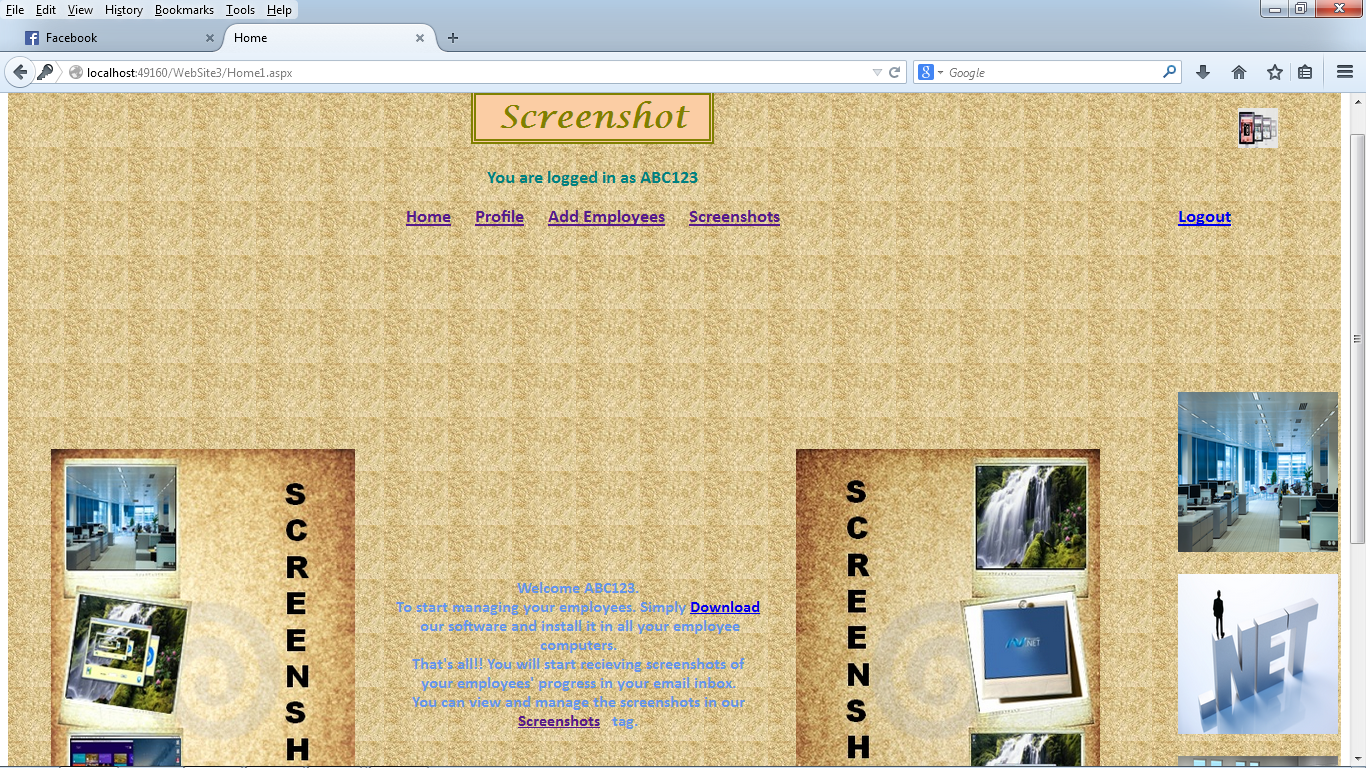 File Edit View History Bookmarks Tools Help
Facebook
Home
localhost:49160/WebSite3/Home1.aspx
Google
Screenshot
You are logged in as ABC123
Home Profile Add Employees Screenshots Logout
S
C
R
E
E
N
S
H
Welcome ABC123.
To start managing your employees. Simply Download
our software and install it in all your employee
computers.
That's all!! You will start recieving screenshots of
your employees' progress in your email inbox.
You can view and manage the screenshots in our
Screenshots tag.
S
C
R
E
E
N
S
H
.NET